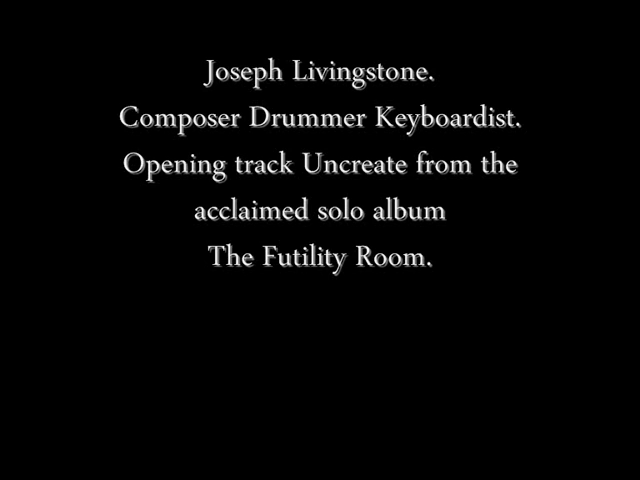 Joseph Livingstone.
Composer Drummer Keyboardist.
Opening track Uncreate from the
acclaimed solo album
The Futility Room.